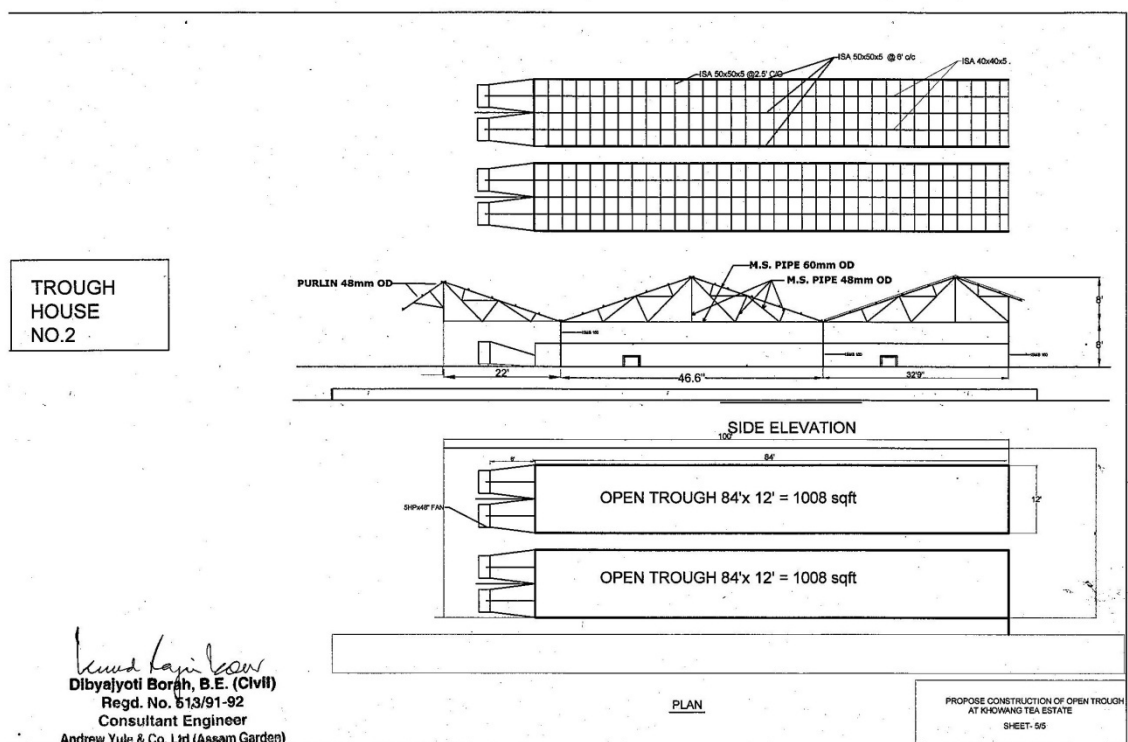 ISA 50x50x5 @ 6' c/c
ISA 40x40x5 .
ISA 50x50x5 @2.5' C/C
M.S. PIPE 60mm OD
M.S. PIPE 48mm OD
PURLIN 48mm OD
TROUGH
HOUSE
NO.2
8'
8'
22'
46.6"
32'9"
SIDE ELEVATION
100'
84'
OPEN TROUGH 84'x 12' = 1008 sqft
12'
5HPx48" FAN
OPEN TROUGH 84'x 12' = 1008 sqft
Dibyajyoti Borah, B.E. (Civil)
Regd. No. 513/91-92
Consultant Engineer
Andrew Yule & Co. Ltd (Assam Garden)
PLAN
PROPOSE CONSTRUCTION OF OPEN TROUGH
AT KHOWANG TEA ESTATE
SHEET- 5/5